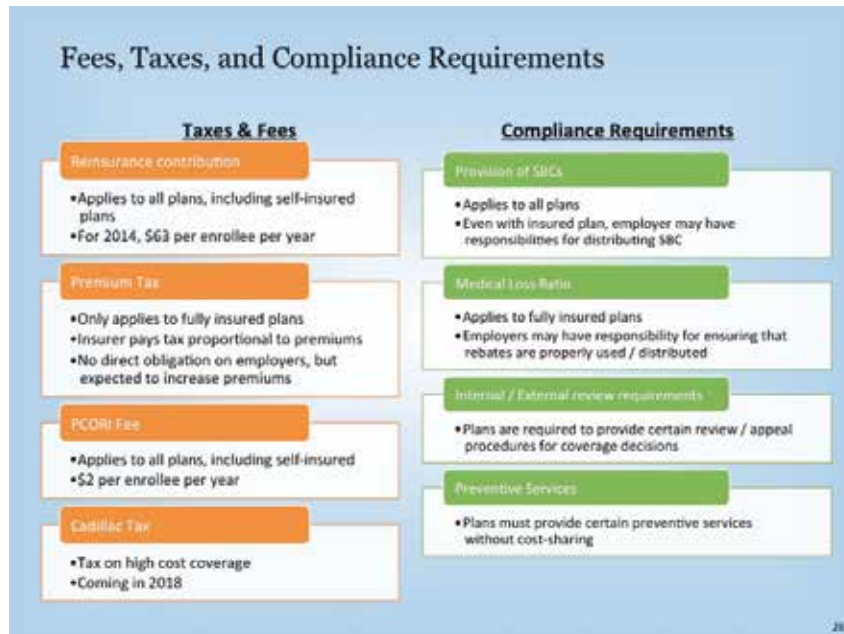 Fees, Taxes, and Compliance Requirements
Taxes & Fees
Reinsurance contribution
•Applies to all plans, including self-insured
plans
•For 2014, $63 per enrollee per year
Premium Tax
•Only applies to fully insured plans
•Insurer pays tax proportional to premiums
•No direct obligation on employers, but
expected to increase premiums
PCORI Fee
•Applies to all plans, including self-insured
•$2 per enrollee per year
Cadillac Tax
•Tax on high cost coverage
•Coming in 2018
Compliance Requirements
Provision of SBCs
•Applies to all plans
•Even with insured plan, employer may have
responsibilities for distributing SBC
Medical Loss Ratio
•Applies to fully insured plans
•Employers may have responsibility for ensuring that
rebates are properly used / distributed
Internal / External review requirements
•Plans are required to provide certain review / appeal
procedures for coverage decisions
Preventive Services
•Plans must provide certain preventive services
without cost-sharing